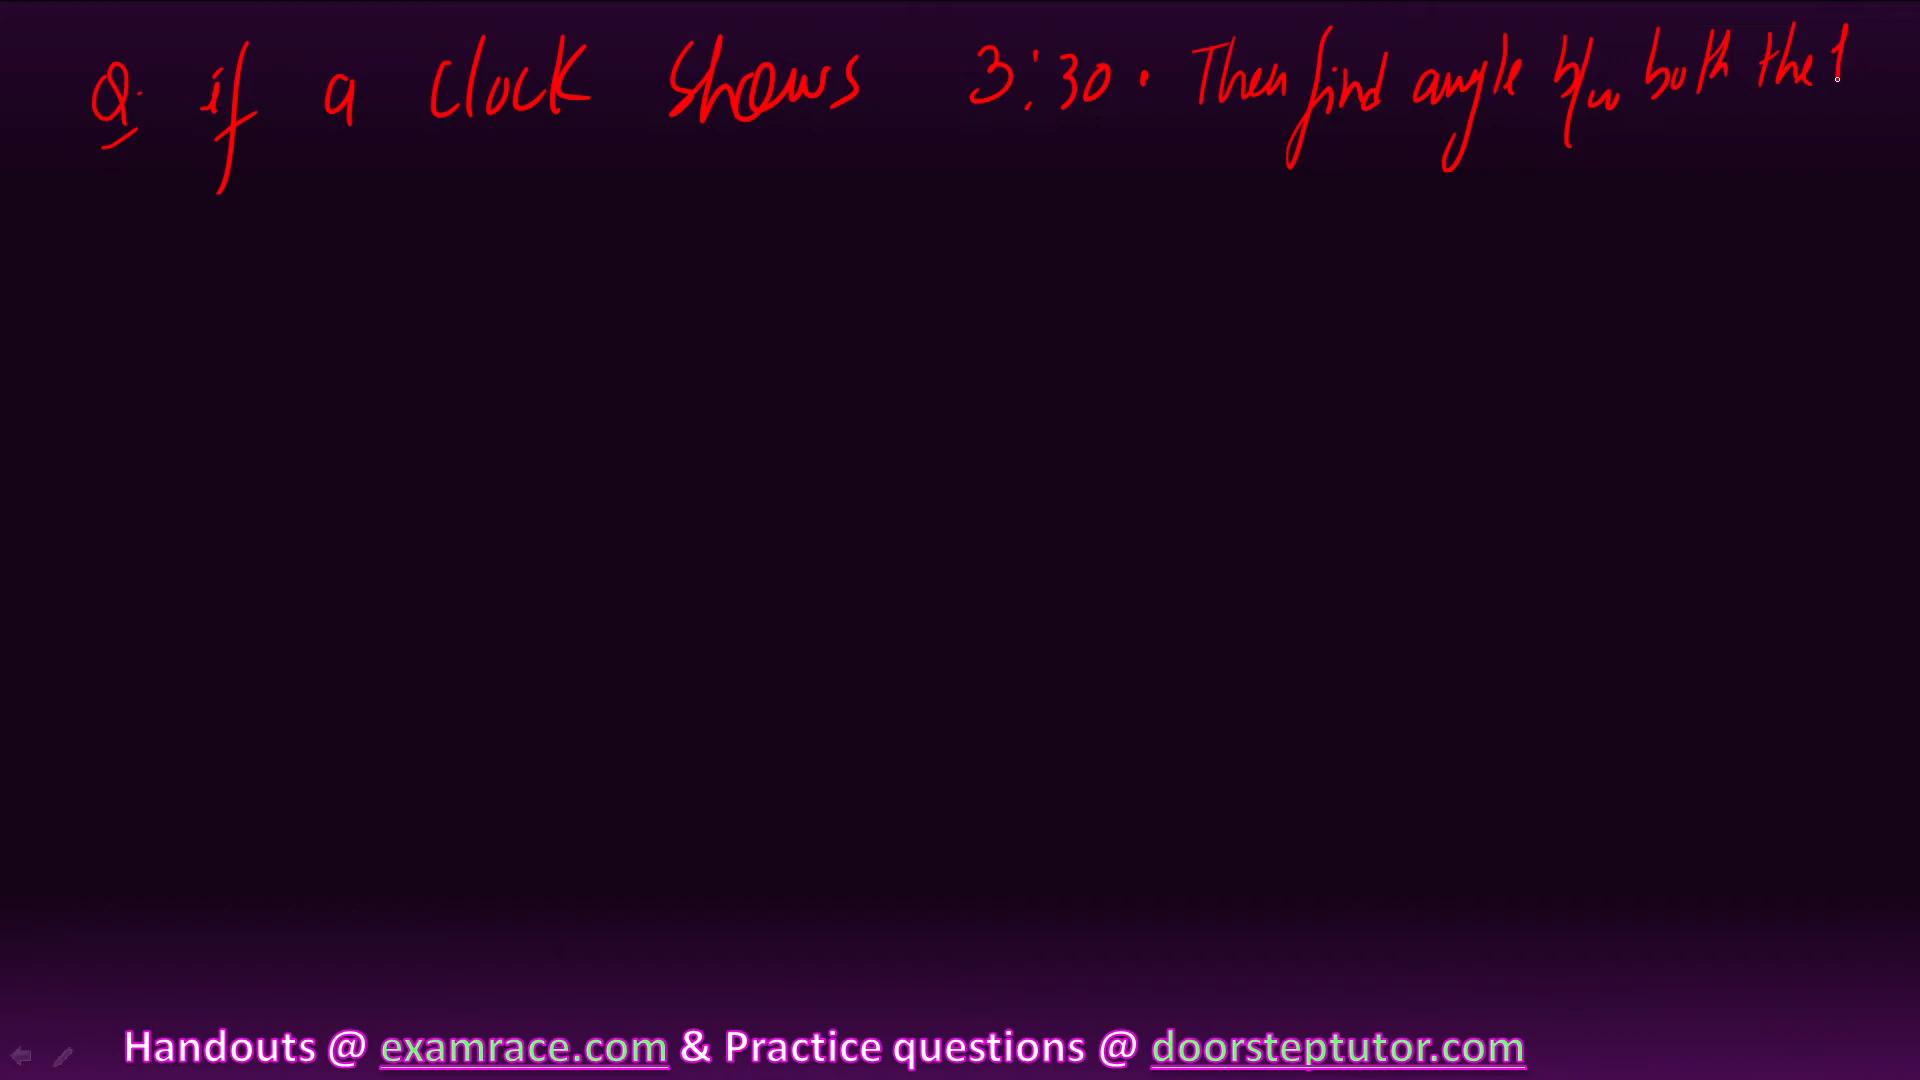 Q. if a clock shows 3:30. Then find angle b/w both the
Handouts @ examrace.com & Practice questions @ doorsteptutor.com